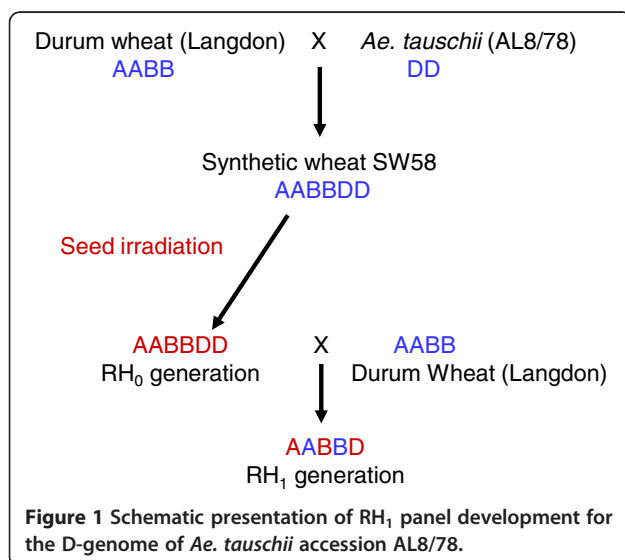 Durum wheat (Langdon) X Ae. tauschii (AL8/78)
AABB DD
Synthetic wheat SW58
AABBDD
Seed irradiation
AABBDD X AABB
RH₀ generation Durum Wheat (Langdon)
AABBD
RH₁ generation
Figure 1 Schematic presentation of RH₁ panel development for
the D-genome of Ae. tauschii accession AL8/78.